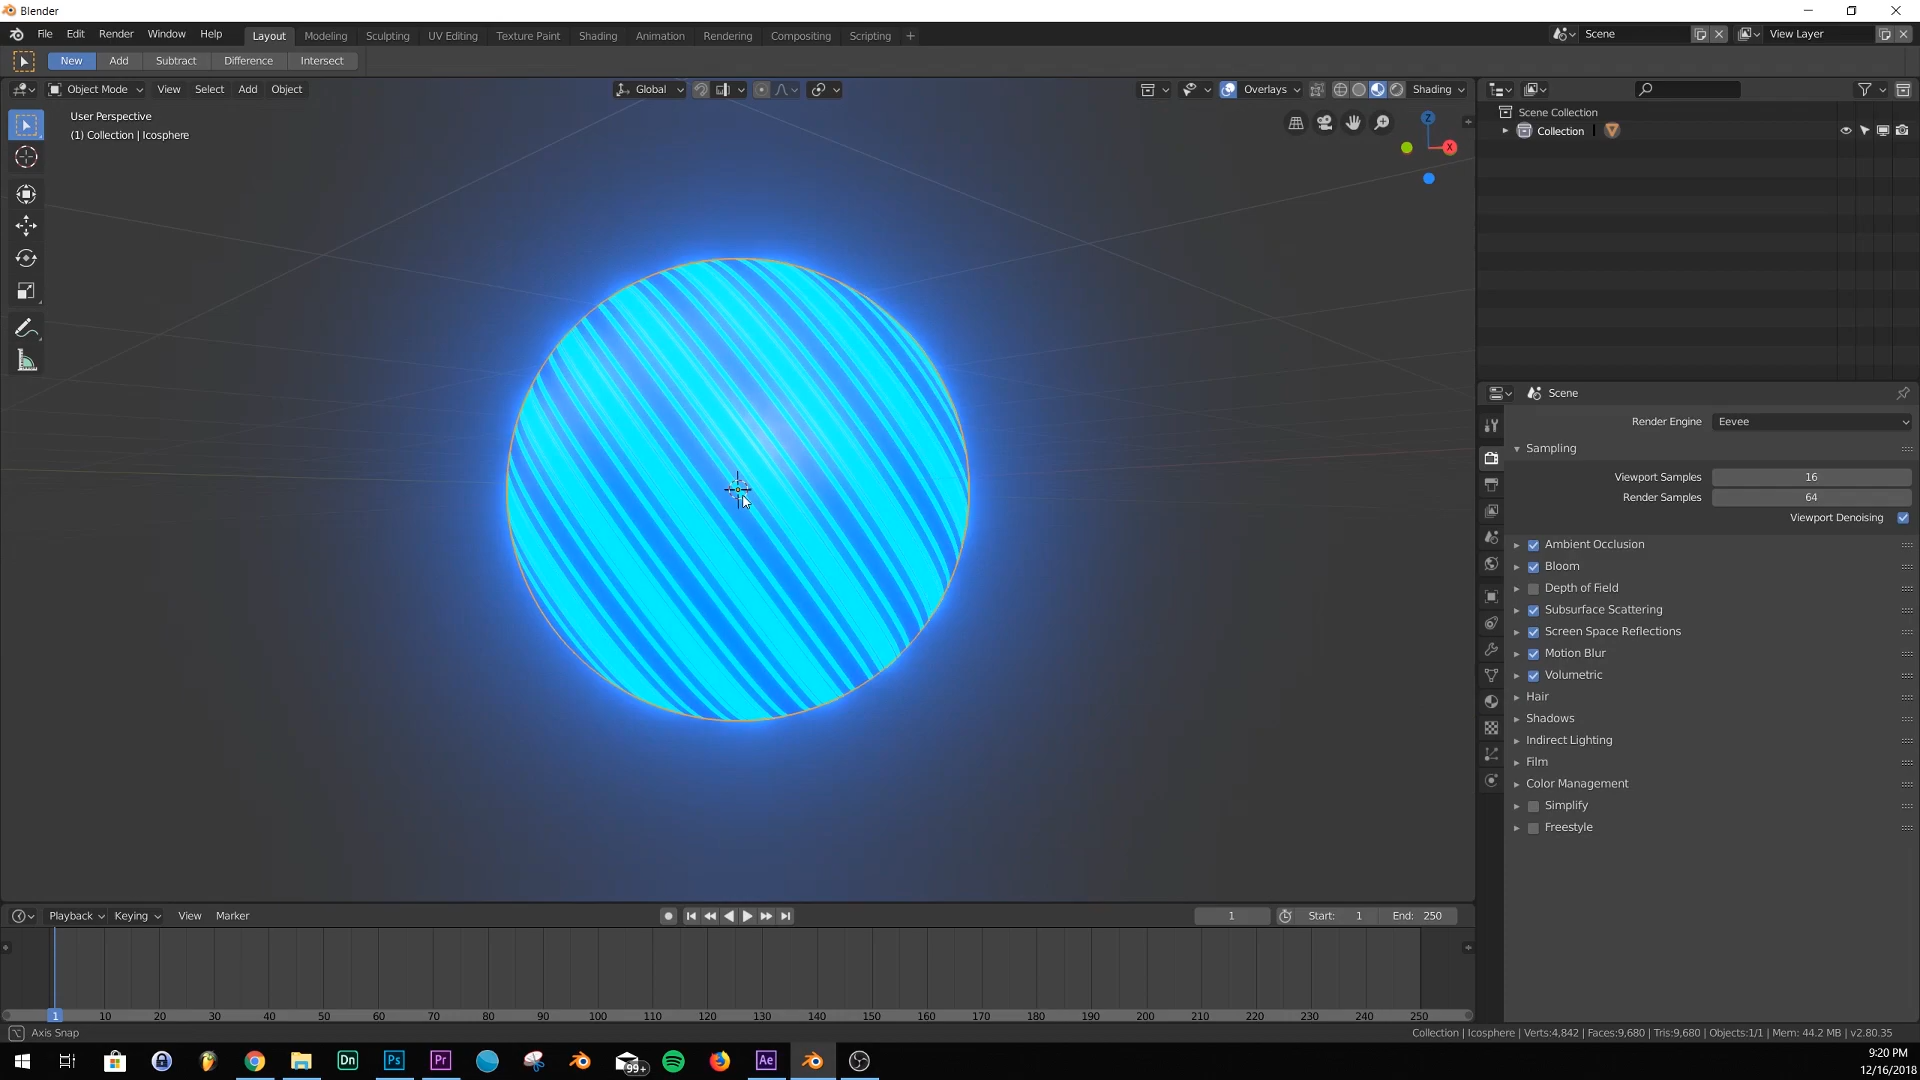 Blender
File Edit Render Window Help Layout Modeling Sculpting UV Editing Texture Paint Shading Animation Rendering Compositing Scripting + Scene View Layer
New Add Subtract Difference Intersect
Object Mode View Select Add Object Global Overlays Shading
User Perspective
(1) Collection | Icosphere
Z
X
Scene Collection
Collection
Scene
Render Engine Eevee
Sampling
Viewport Samples 16
Render Samples 64
Viewport Denoising
Ambient Occlusion
Bloom
Depth of Field
Subsurface Scattering
Screen Space Reflections
Motion Blur
Volumetric
Hair
Shadows
Indirect Lighting
Film
Color Management
Simplify
Freestyle
Playback Keying View Marker 1 Start: 1 End: 250
1 10 20 30 40 50 60 70 80 90 100 110 120 130 140 150 160 170 180 190 200 210 220 230 240 250
Axis Snap Collection | Icosphere | Verts:4,842 | Faces:9,680 | Tris:9,680 | Objects:1/1 | Mem: 44.2 MB | v2.80.35
Dn Ps Pr 99+ Ae
9:20 PM
12/16/2018